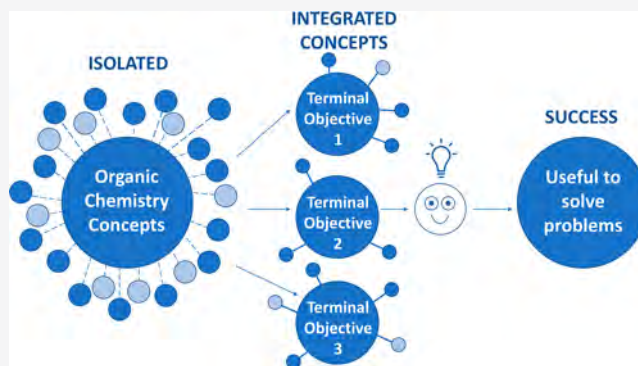 ISOLATED
Organic
Chemistry
Concepts
INTEGRATED
CONCEPTS
Terminal
Objective
1
Terminal
Objective
2
Terminal
Objective
3
SUCCESS
Useful to
solve
problems